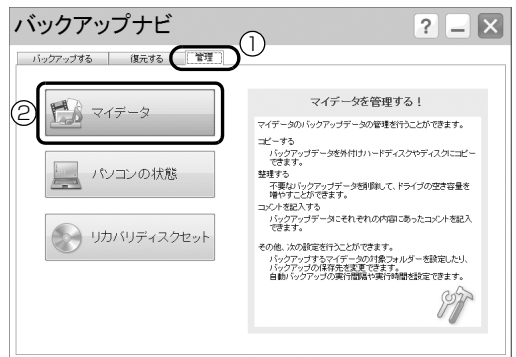 バックアップナビ
? － ×
バックアップする 復元する 管理 ①
② マイデータ
パソコンの状態
リカバリディスクセット
マイデータを管理する！
マイデータのバックアップデータの管理を行うことができます。
コピーする
バックアップデータを外付けハードディスクやディスクにコピー
できます。
整理する
不要なバックアップデータを削除して、ドライブの空き容量を
増やすことができます。
コメントを記入する
バックアップデータにそれぞれの内容にあったコメントを記入
できます。
その他、次の設定を行うことができます。
バックアップするマイデータの対象フォルダーを設定したり、
バックアップの保存先を変更できます。
自動バックアップの実行間隔や実行時間を設定できます。